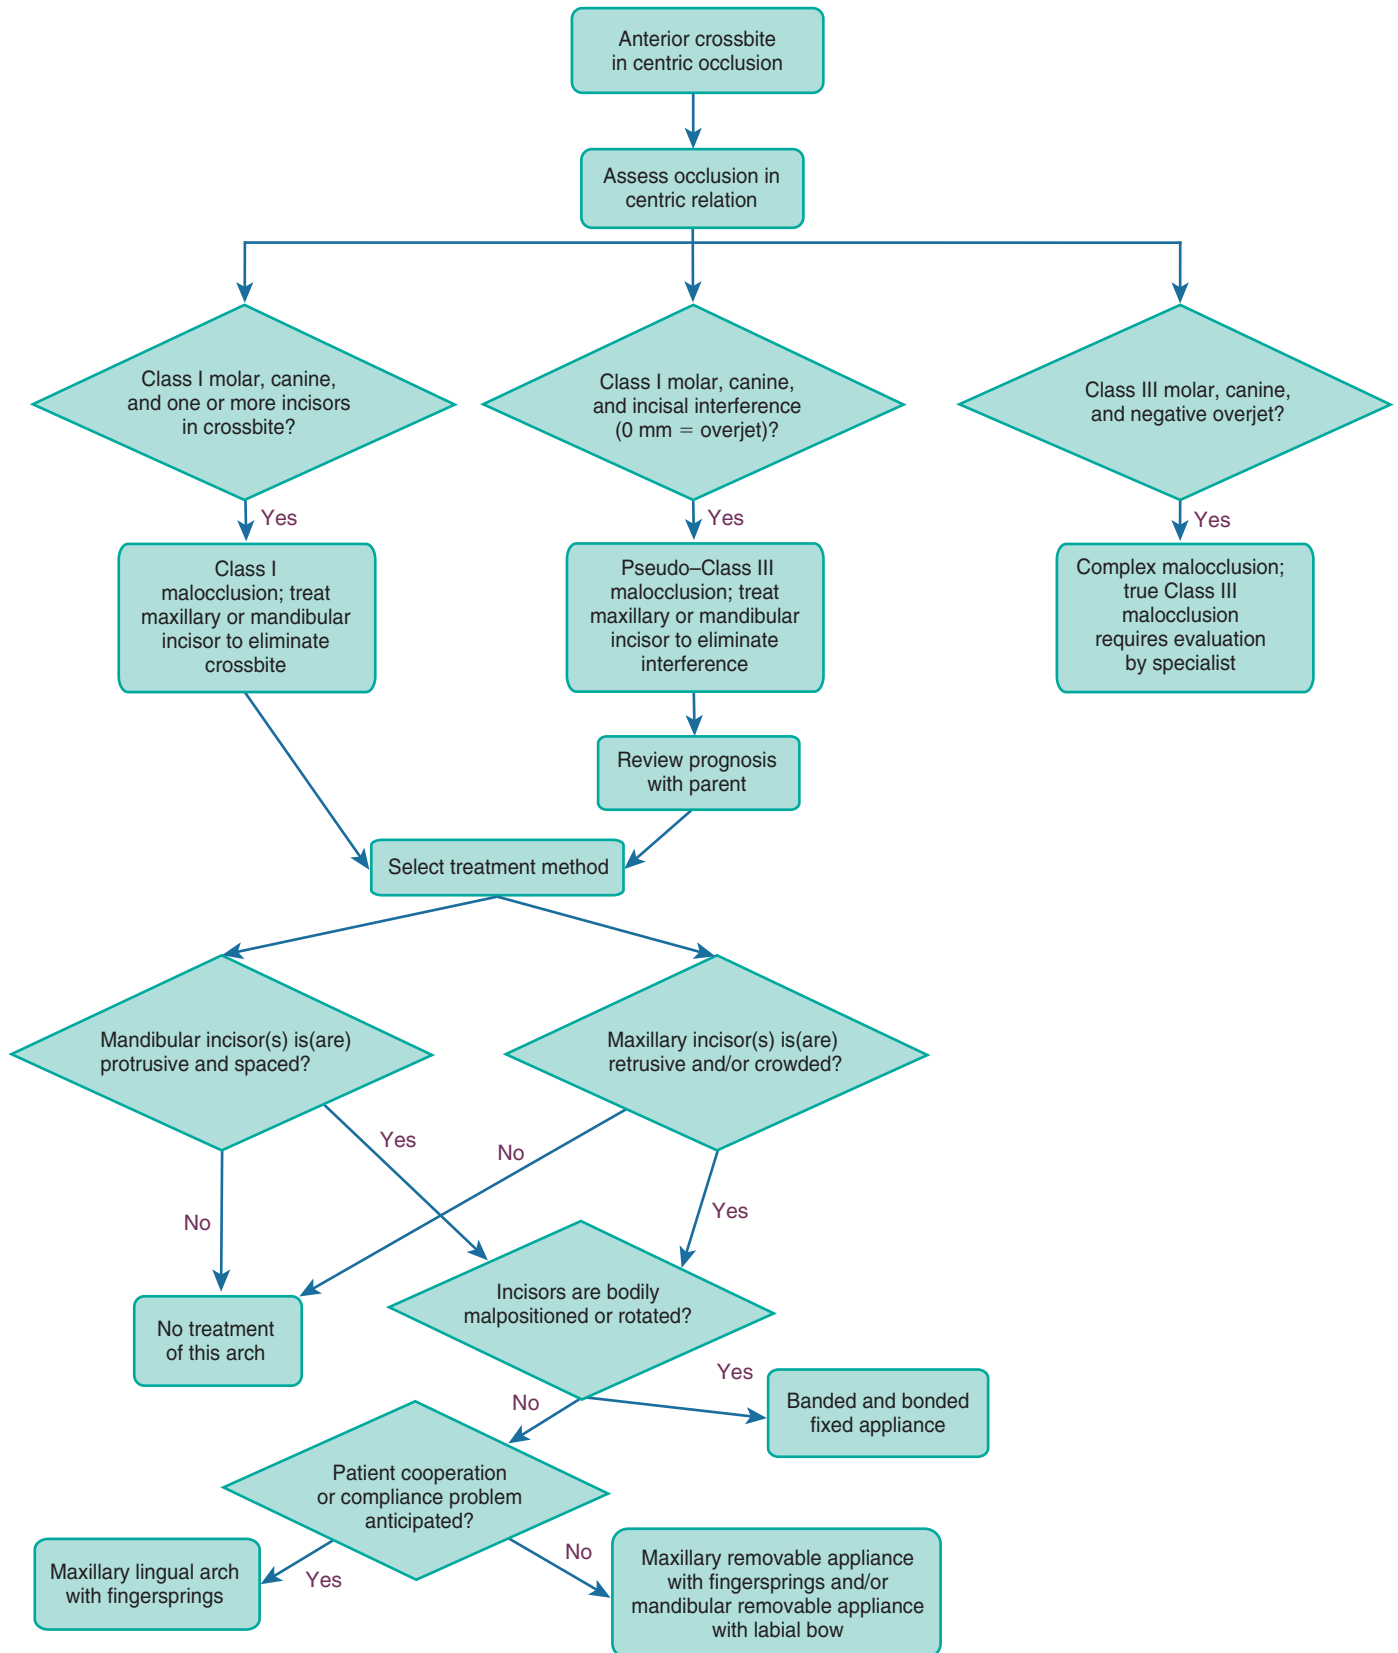 Anterior crossbite
in centric occlusion
Assess occlusion in
centric relation
Class I molar, canine,
and one or more incisors
in crossbite?
Class I molar, canine,
and incisal interference
(0 mm = overjet)?
Class III molar, canine,
and negative overjet?
Yes
Yes
Yes
Class I
malocclusion; treat
maxillary or mandibular
incisor to eliminate
crossbite
Pseudo–Class III
malocclusion; treat
maxillary or mandibular
incisor to eliminate
interference
Complex malocclusion;
true Class III
malocclusion
requires evaluation
by specialist
Review prognosis
with parent
Select treatment method
Mandibular incisor(s) is(are)
protrusive and spaced?
Maxillary incisor(s) is(are)
retrusive and/or crowded?
Yes
No
No
Yes
No treatment
of this arch
Incisors are bodily
malpositioned or rotated?
Yes
No
Banded and bonded
fixed appliance
Patient cooperation
or compliance problem
anticipated?
Yes
No
Maxillary lingual arch
with fingersprings
Maxillary removable appliance
with fingersprings and/or
mandibular removable appliance
with labial bow